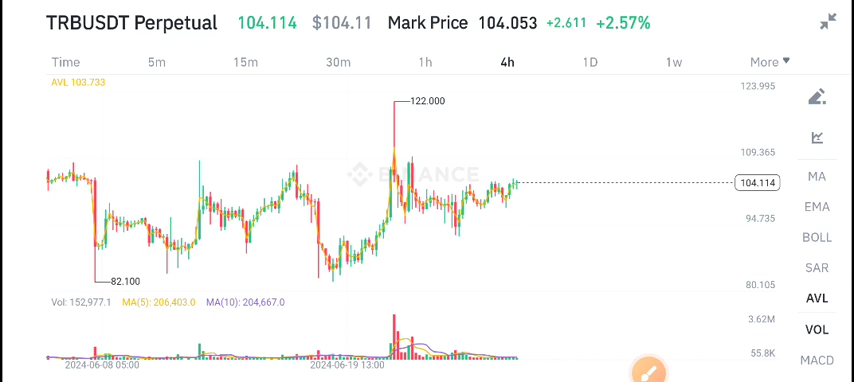 TRBUSDT Perpetual 104.114 $104.11 Mark Price 104.053 +2.611 +2.57%
Time 5m 15m 30m 1h 4h 1D 1w More
AVL 103.733
123.995
122.000
109.365
BINANCE
104.114
94.735
82.100
80.105
Vol: 152,977.1 MA(5): 206,403.0 MA(10): 204,667.0
3.62M
55.8K
2024-06-08 05:00 2024-06-19 13:00
MA
EMA
BOLL
SAR
AVL
VOL
MACD